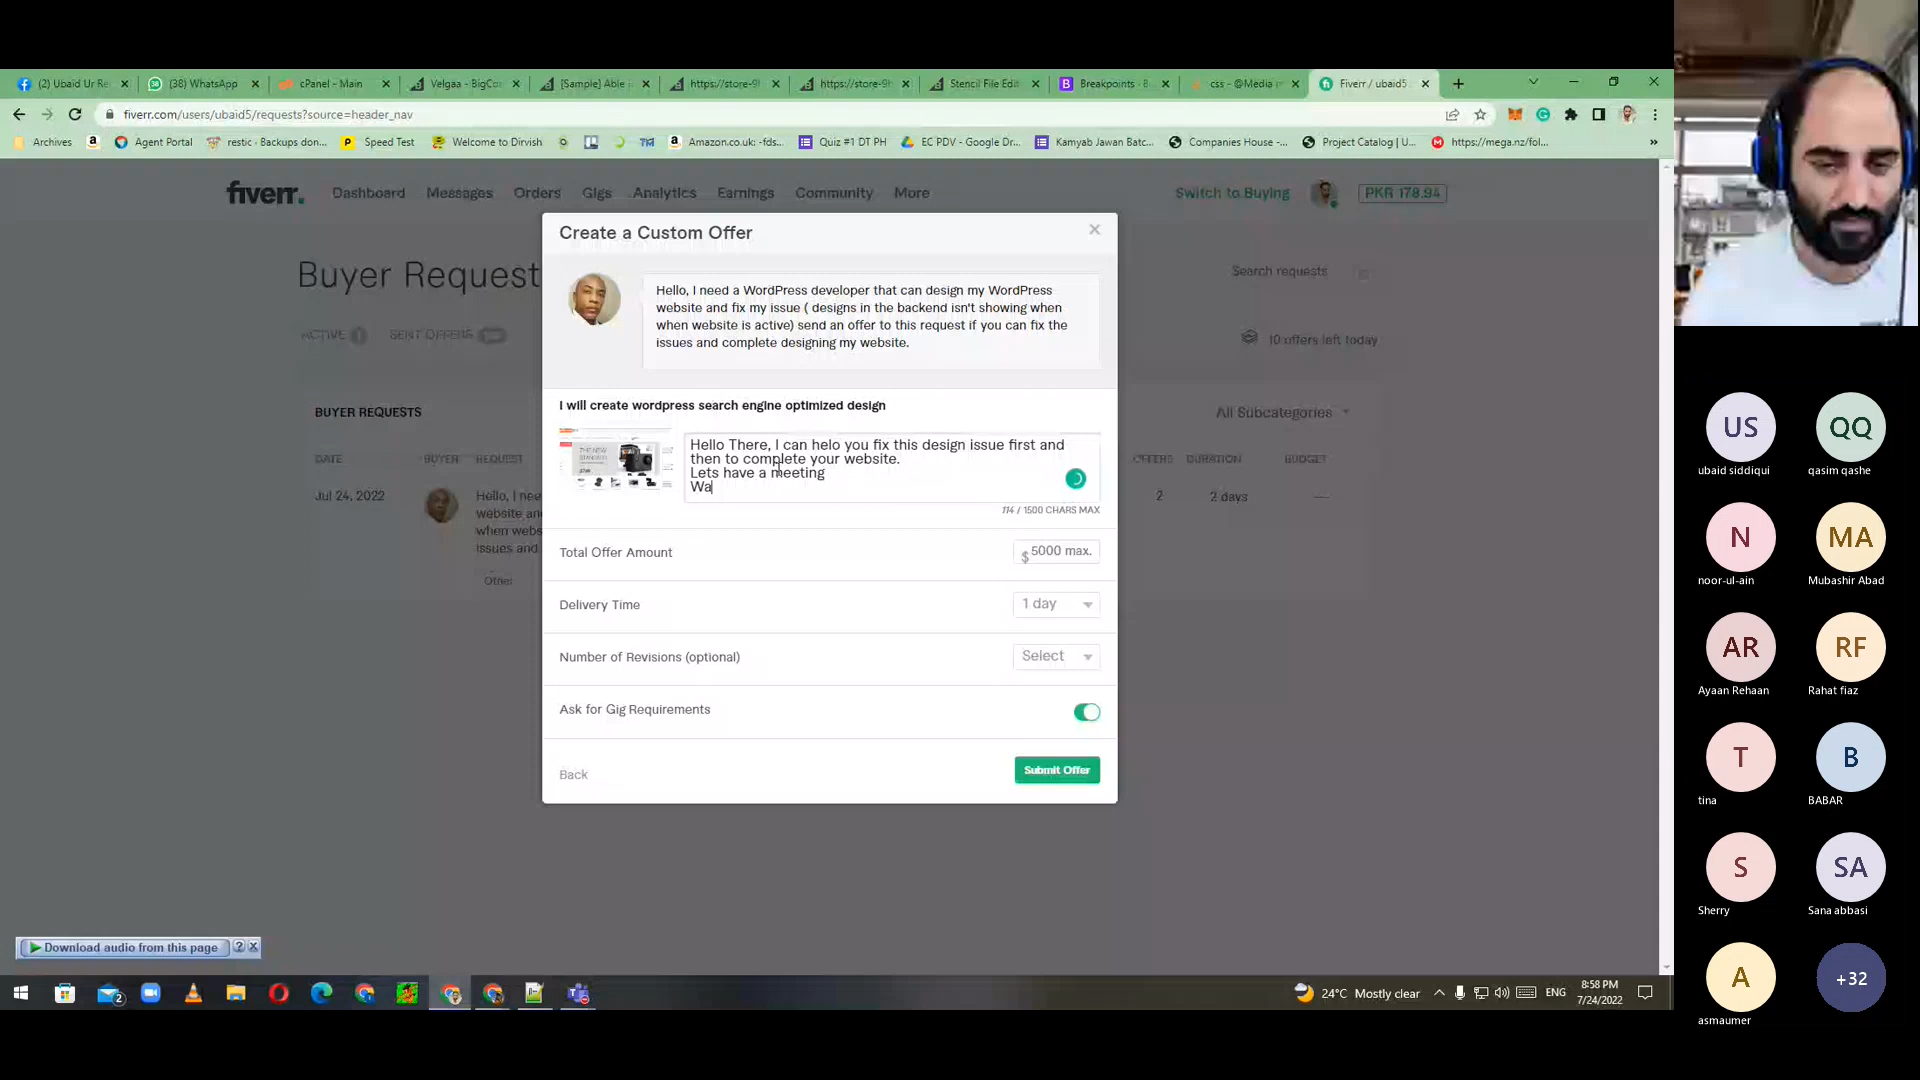 (2) Ubaid Ur Re
(38) WhatsApp
cPanel - Main
Velgaa - BigCo
[Sample] Able
https://store-9
https://store-9
Stencil File Edit
Breakpoints - B
css - @Media
Fiverr / ubaid5
fiverr.com/users/ubaid5/requests?source=header_nav
Archives
Agent Portal
restic - Backups don...
Speed Test
Welcome to Dirvish
Amazon.co.uk: -fds...
Quiz #1 DT PH
EC PDV - Google Dr...
Kamyab Jawan Batc...
Companies House -...
Project Catalog | U...
https://mega.nz/fol...
fiverr.
Dashboard
Messages
Orders
Gigs
Analytics
Earnings
Community
More
Switch to Buying
PKR 178.94
Create a Custom Offer
Buyer Request
Search requests
Hello, I need a WordPress developer that can design my WordPress
website and fix my issue ( designs in the backend isn't showing when
when website is active) send an offer to this request if you can fix the
issues and complete designing my website.
ACTIVE
SENT OFFERS
10 offers left today
I will create wordpress search engine optimized design
BUYER REQUESTS
All Subcategories
Hello There, I can helo you fix this design issue first and
then to complete your website.
Lets have a meeting
Wa
114 / 1500 CHARS MAX
DATE
BUYER
REQUEST
OFFERS
DURATION
BUDGET
Jul 24, 2022
Hello, I nee
website an
when webs
issues and
Other
2
2 days
Total Offer Amount
$ 5000 max.
Delivery Time
1 day
Number of Revisions (optional)
Select
Ask for Gig Requirements
Back
Submit Offer
Download audio from this page
24°C Mostly clear
ENG
8:58 PM
7/24/2022
US
ubaid siddiqui
QQ
qasim qashe
N
noor-ul-ain
MA
Mubashir Abad
AR
Ayaan Rehaan
RF
Rahat fiaz
T
tina
B
BABAR
S
Sherry
SA
Sana abbasi
A
asmaumer
+32